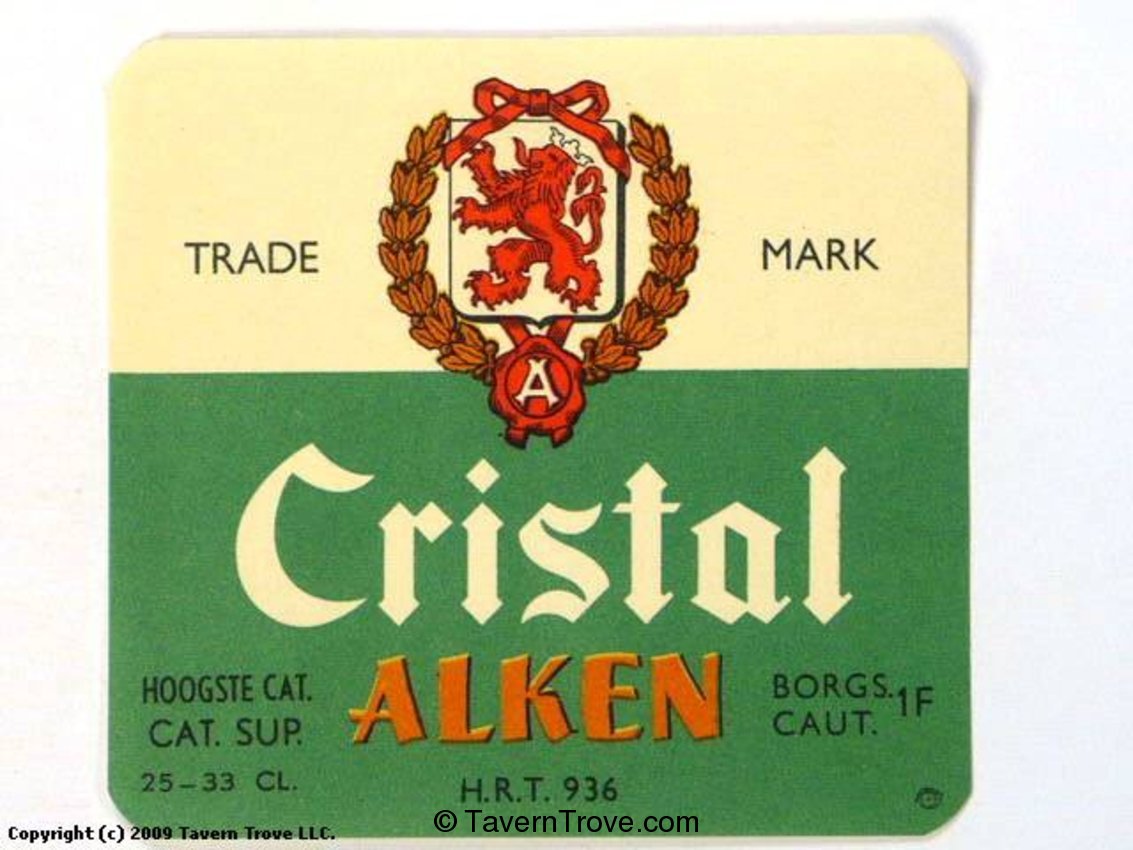 TRADE MARK
A
Cristal
ALKEN
HOOGSTE CAT.
CAT. SUP.
25-33 CL.
BORGS. 1F
CAUT.
H.R.T. 936
© TavernTrove.com
Copyright (c) 2009 Tavern Trove LLC.